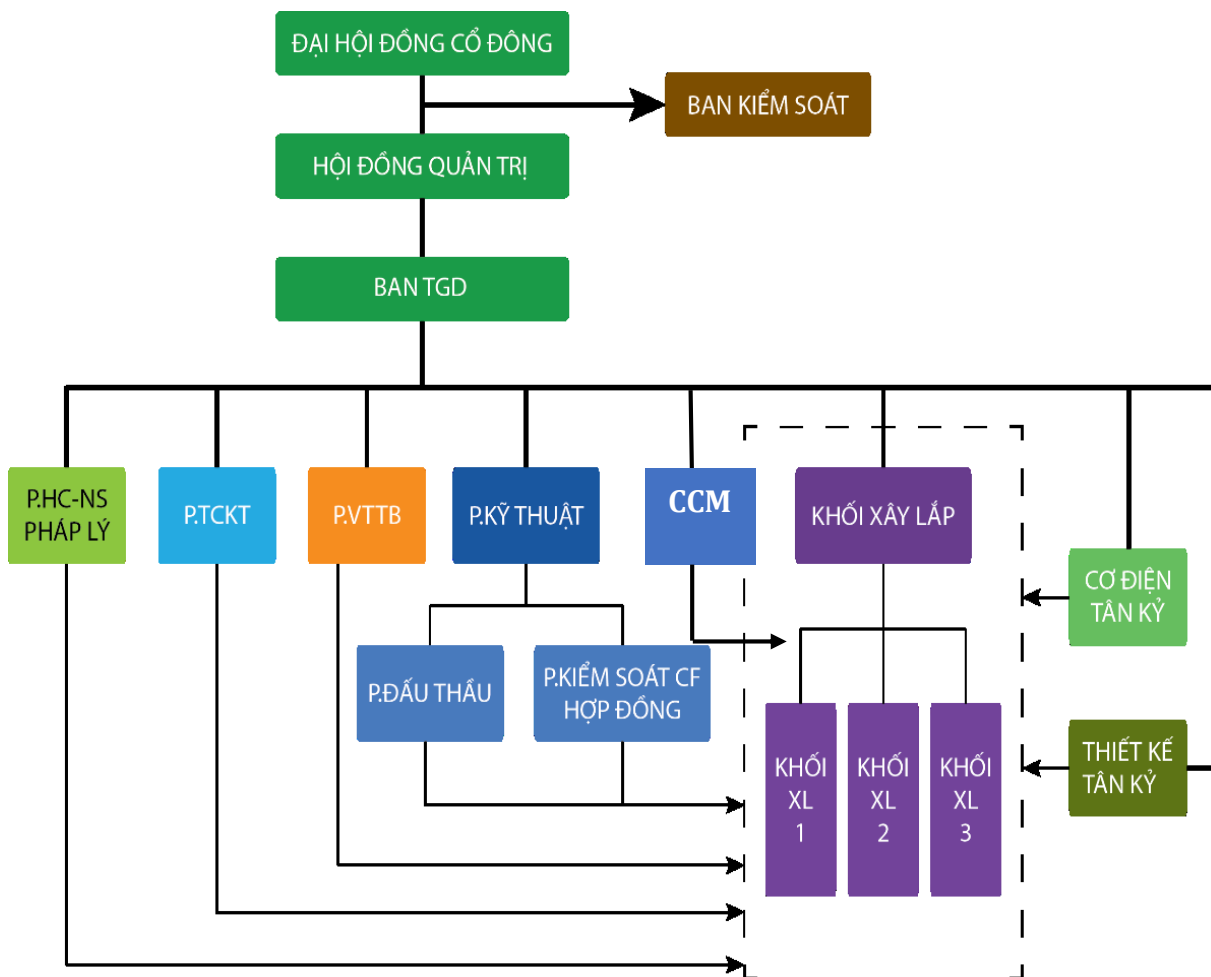 ĐẠI HỘI ĐỒNG CỔ ĐÔNG
BAN KIỂM SOÁT
HỘI ĐỒNG QUẢN TRỊ
BAN TGD
P.HC-NS
PHÁP LÝ
P.TCKT
P.VTTB
P.KỸ THUẬT
CCM
KHỐI XÂY LẮP
CƠ ĐIỆN
TÂN KỶ
P.ĐẤU THẦU
P.KIỂM SOÁT CF
HỢP ĐỒNG
KHỐI
XL
1
KHỐI
XL
2
KHỐI
XL
3
THIẾT KẾ
TÂN KỶ